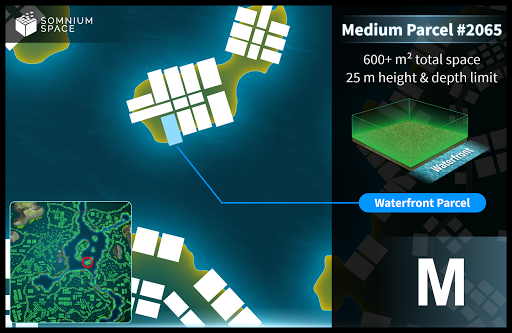 SOMNIUM
SPACE
Medium Parcel #2065
600+ m² total space
25 m height & depth limit
Waterfront
Waterfront Parcel
M